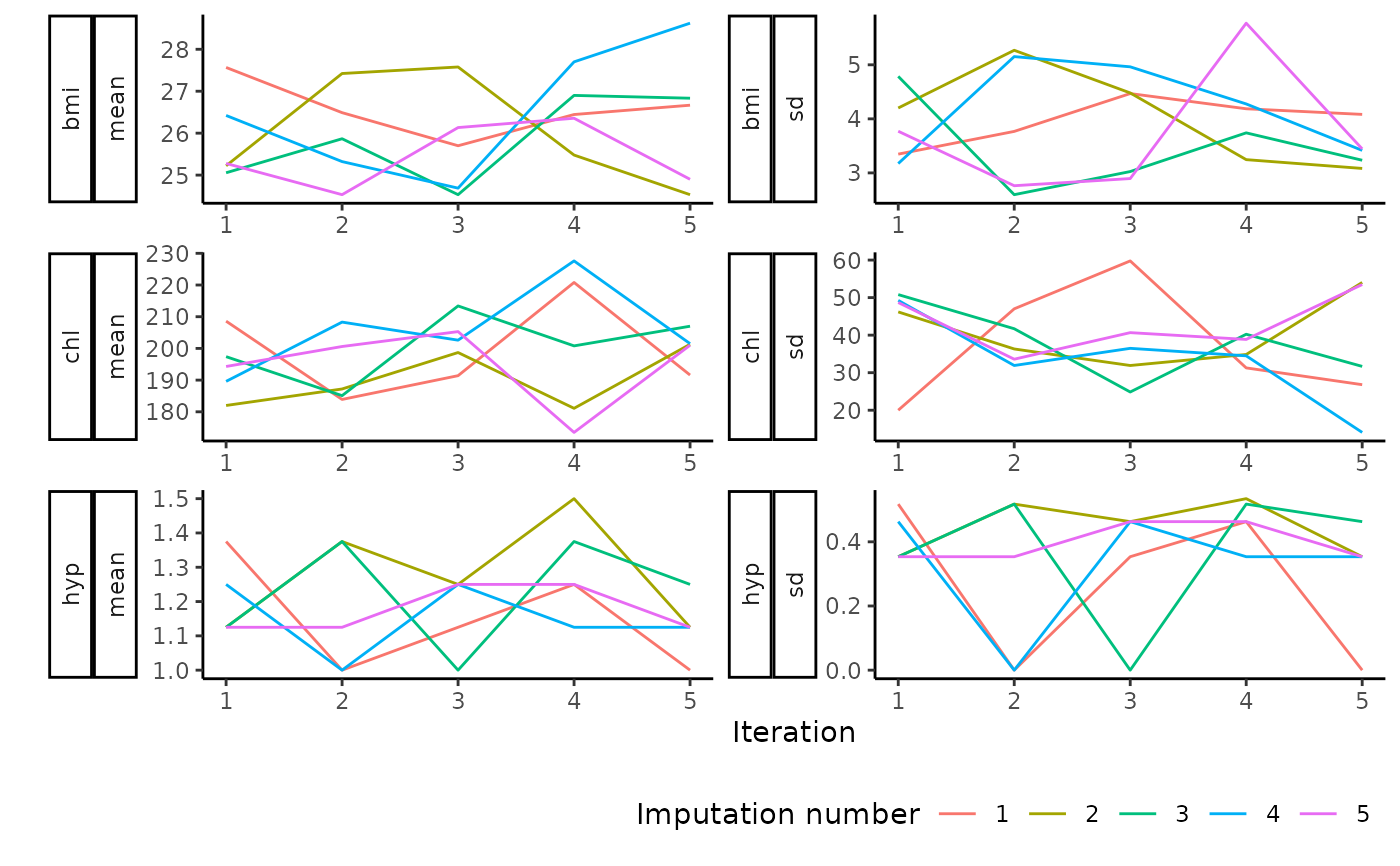 bmi mean 28 27 26 25
1 2 3 4 5
bmi sd 5 4 3
1 2 3 4 5
chl mean 230 220 210 200 190 180
1 2 3 4 5
chl sd 60 50 40 30 20
1 2 3 4 5
hyp mean 1.5 1.4 1.3 1.2 1.1 1.0
1 2 3 4 5
hyp sd 0.4 0.2 0.0
1 2 3 4 5
Iteration
Imputation number 1 2 3 4 5